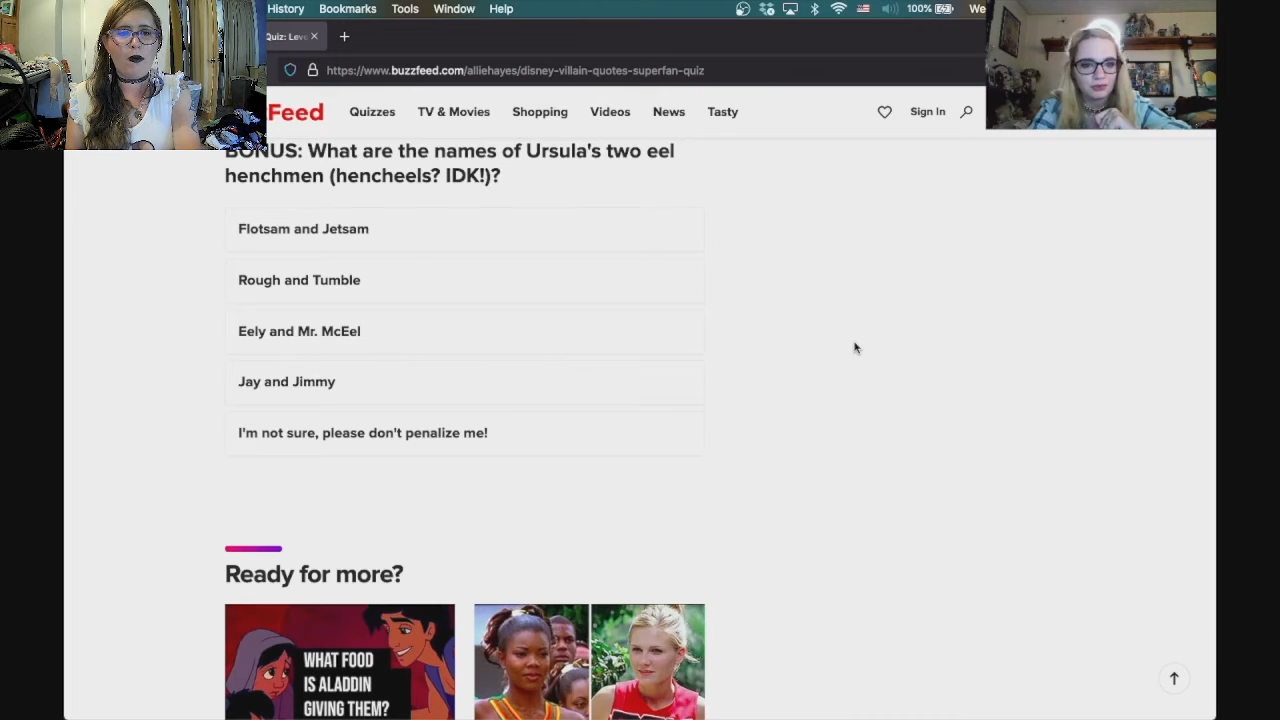 History Bookmarks Tools Window Help 100% We
Quiz: Leve
https://www.buzzfeed.com/alliehayes/disney-villain-quotes-superfan-quiz
Feed Quizzes TV & Movies Shopping Videos News Tasty Sign In
BONUS: What are the names of Ursula's two eel
henchmen (hencheels? IDK!)?
Flotsam and Jetsam
Rough and Tumble
Eely and Mr. McEel
Jay and Jimmy
I'm not sure, please don't penalize me!
Ready for more?
WHAT FOOD
IS ALADDIN
GIVING THEM?